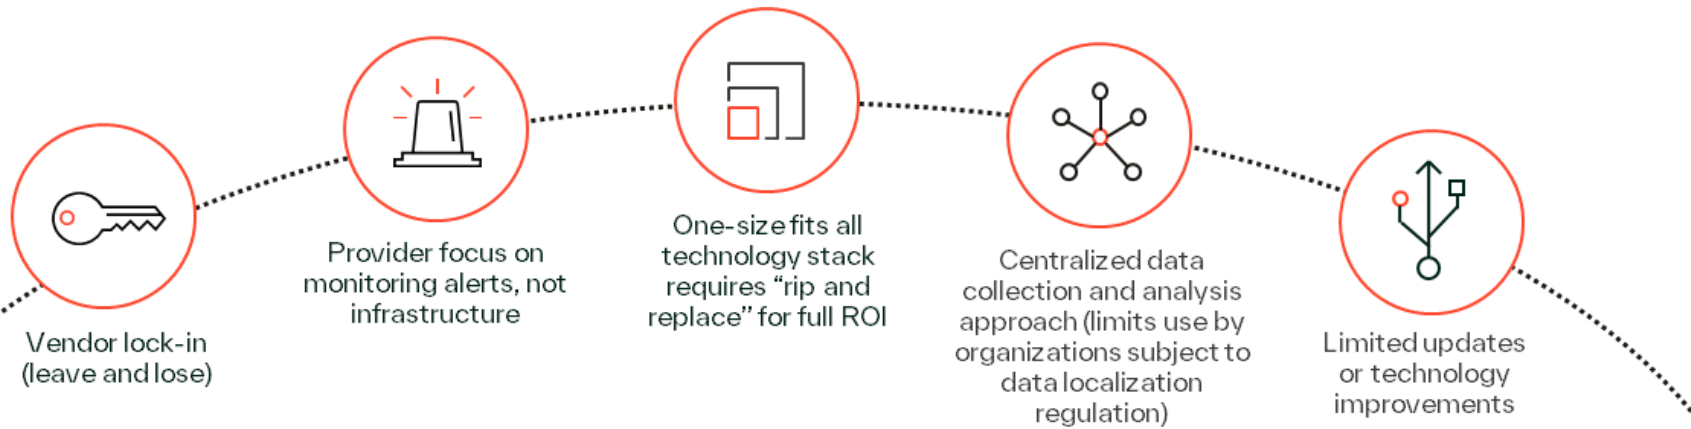 Vendor lock-in
(leave and lose)
Provider focus on
monitoring alerts, not
infrastructure
One-size fits all
technology stack
requires “rip and
replace” for full ROI
Centralized data
collection and analysis
approach (limits use by
organizations subject to
data localization
regulation)
Limited updates
or technology
improvements